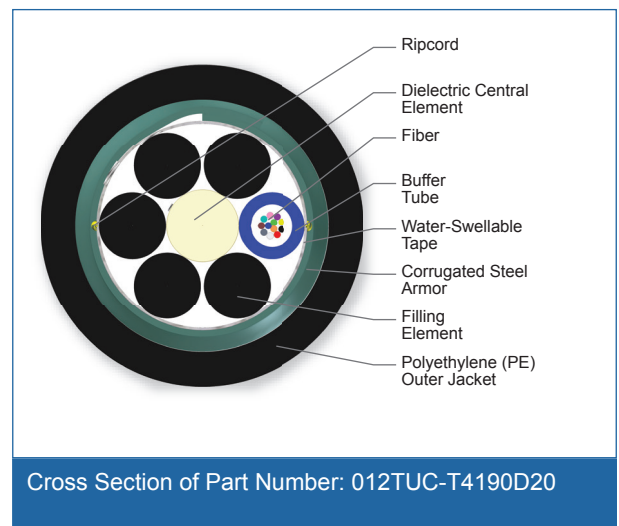 Ripcord
Dielectric Central
Element
Fiber
Buffer
Tube
Water-Swellable
Tape
Corrugated Steel
Armor
Filling
Element
Polyethylene (PE)
Outer Jacket
Cross Section of Part Number: 012TUC-T4190D20